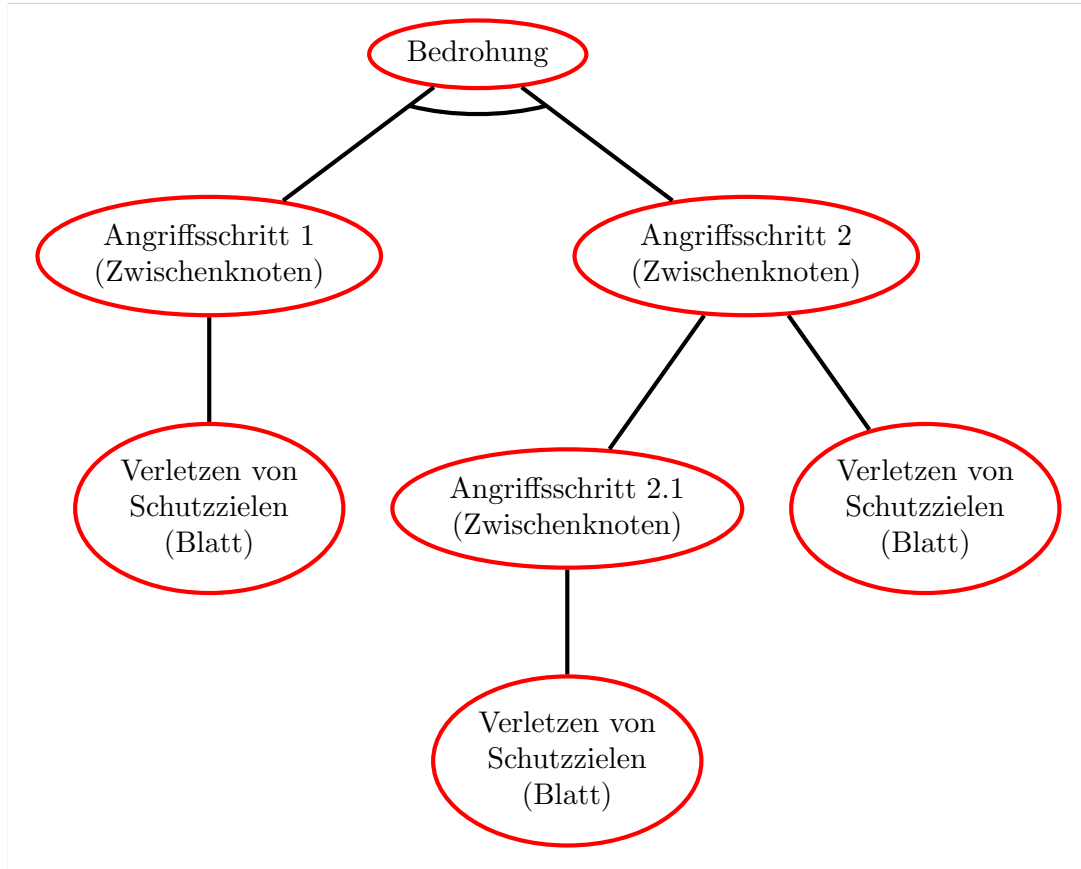 Bedrohung
Angriffsschritt 1
(Zwischenknoten)
Angriffsschritt 2
(Zwischenknoten)
Verletzen von
Schutzzielen
(Blatt)
Angriffsschritt 2.1
(Zwischenknoten)
Verletzen von
Schutzzielen
(Blatt)
Verletzen von
Schutzzielen
(Blatt)